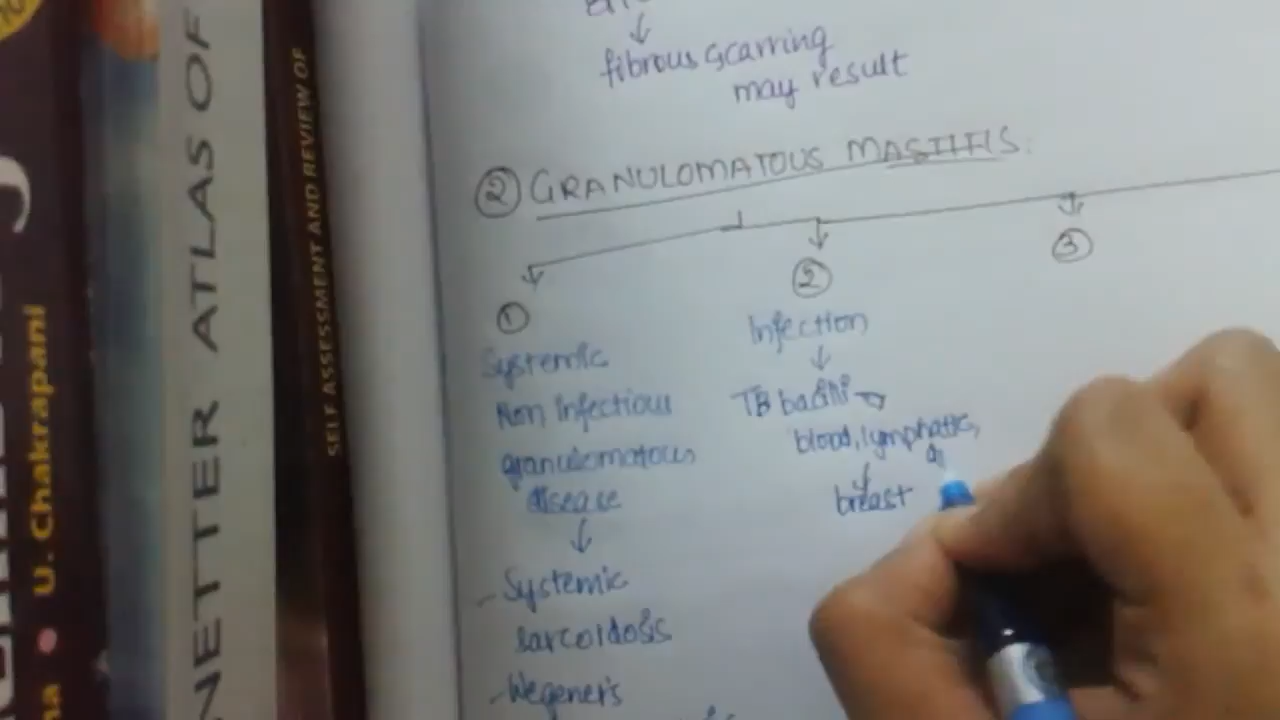 fibrous scarring
may result
② GRANULOMATOUS MASTITIS.
①
Systemic
Non Infectious
granulomatous
disease
- Systemic
sarcoidosis
- Wegener's
②
Infection
TB bacilli
blood, lymphatic,
breast
③
U. Chakrapani
NETTER ATLAS OF
SELF ASSESSMENT AND REVIEW OF